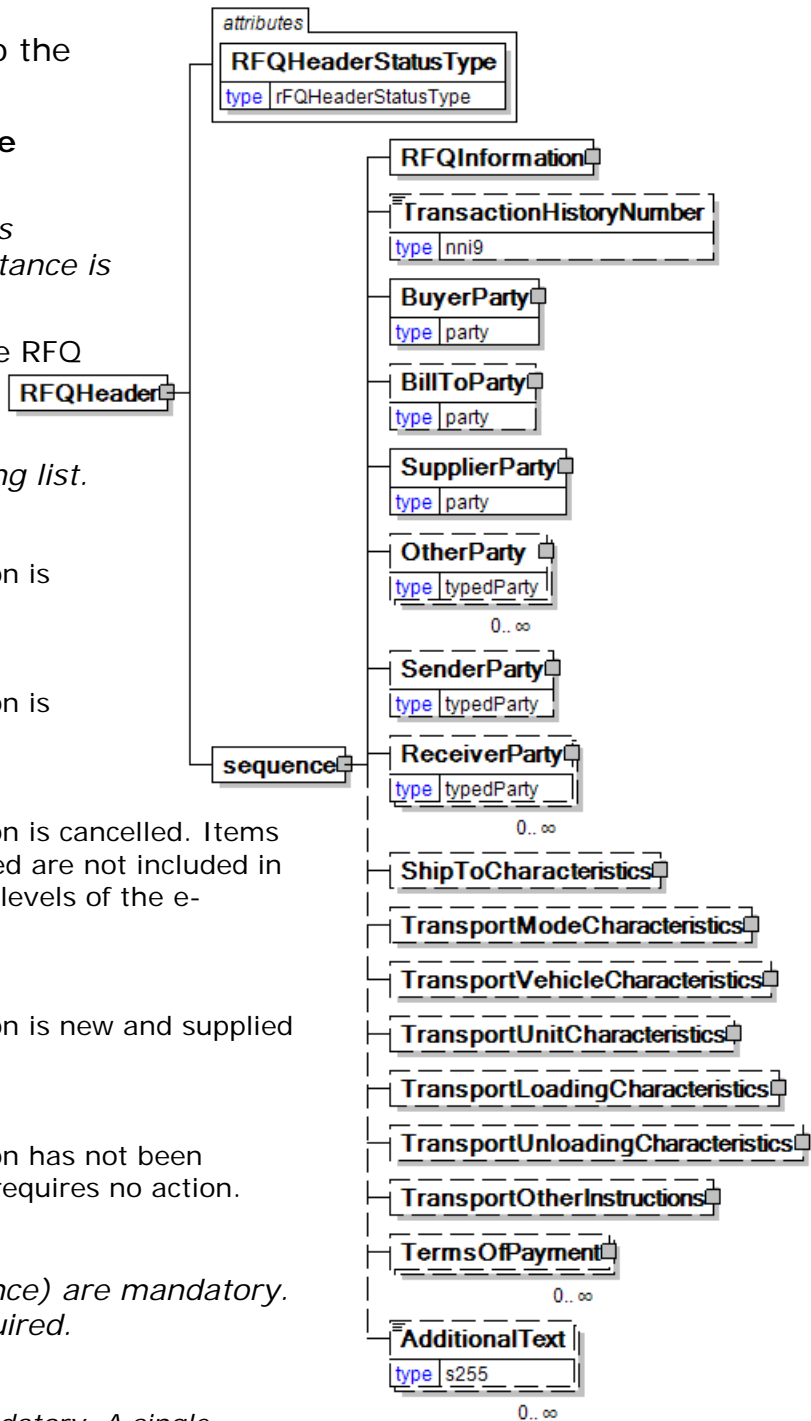 o the
e
s
tance is
e RFQ
ng list.
on is
on is
on is cancelled. Items
ed are not included in
levels of the e-
on is new and supplied
on has not been
requires no action.
nce) are mandatory.
uired.
RFQHeader
attributes
RFQHeaderStatusType
type rFQHeaderStatusType
sequence
RFQInformation
TransactionHistoryNumber
type nni9
BuyerParty
type party
BillToParty
type party
SupplierParty
type party
OtherParty
type typedParty
0.. ∞
SenderParty
type typedParty
ReceiverParty
type typedParty
0.. ∞
ShipToCharacteristics
TransportModeCharacteristics
TransportVehicleCharacteristics
TransportUnitCharacteristics
TransportLoadingCharacteristics
TransportUnloadingCharacteristics
TransportOtherInstructions
TermsOfPayment
0.. ∞
AdditionalText
type s255
0.. ∞
datory. A single